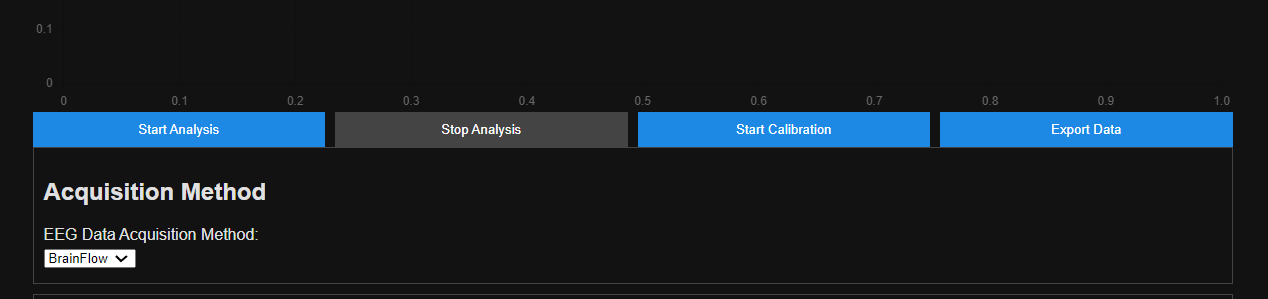 0.1
0
0 0.1 0.2 0.3 0.4 0.5 0.6 0.7 0.8 0.9 1.0
Start Analysis Stop Analysis Start Calibration Export Data
Acquisition Method
EEG Data Acquisition Method:
BrainFlow